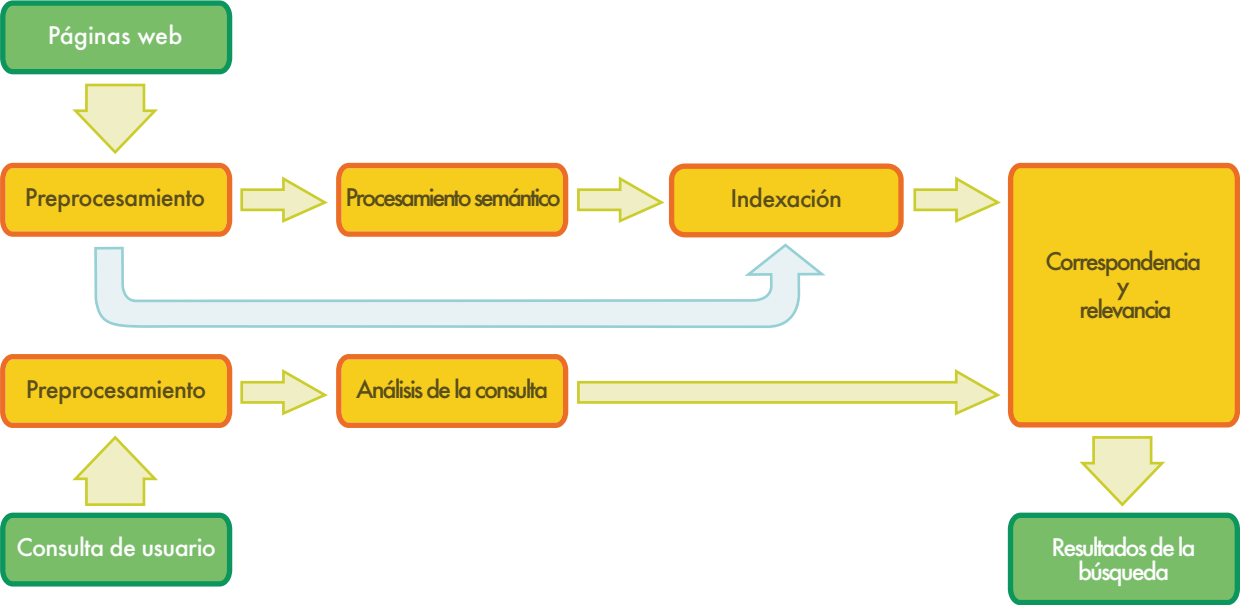 Páginas web
Preprocesamiento
Procesamiento semántico
Indexación
Correspondencia
y
relevancia
Preprocesamiento
Análisis de la consulta
Consulta de usuario
Resultados de la
búsqueda